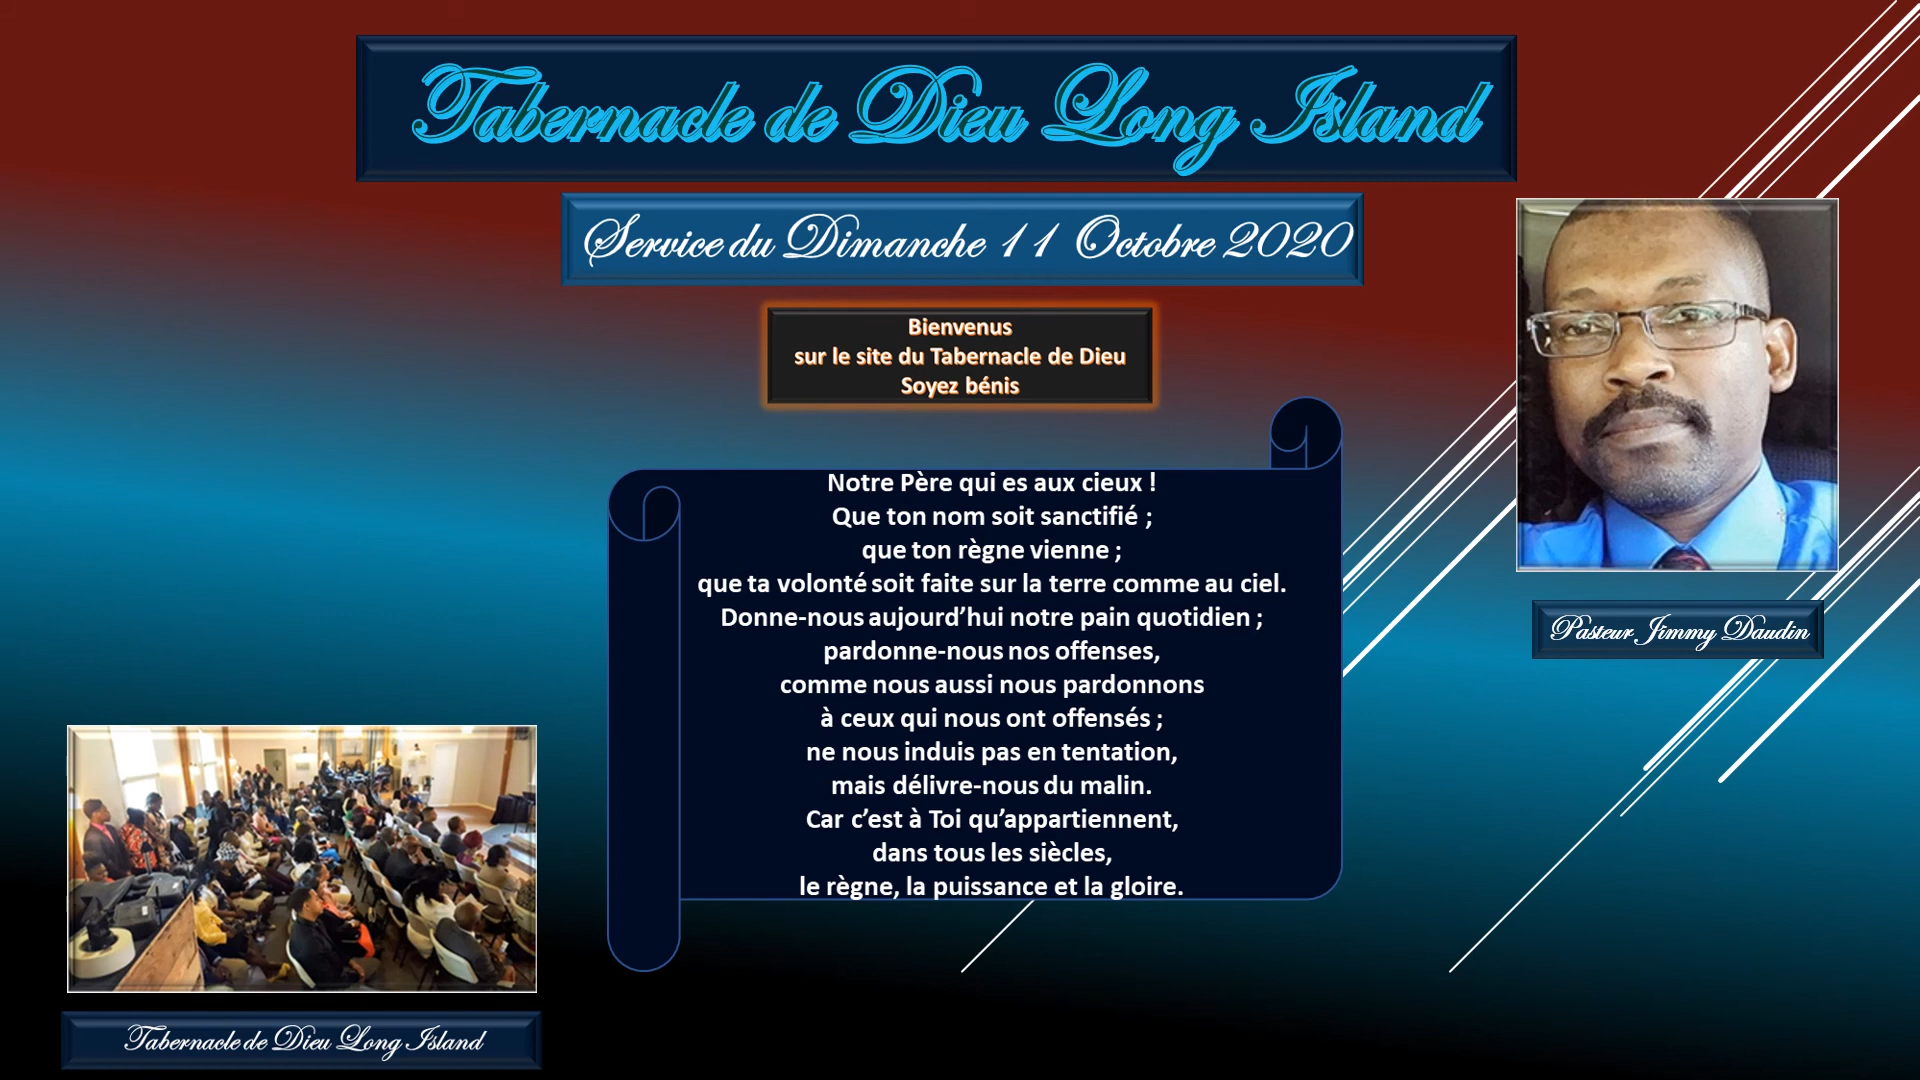 Tabernacle de Dieu Long Island
Service du Dimanche 11 Octobre 2020
Bienvenus
sur le site du Tabernacle de Dieu
Soyez bénis
Notre Père qui es aux cieux !
Que ton nom soit sanctifié ;
que ton règne vienne ;
que ta volonté soit faite sur la terre comme au ciel.
Donne-nous aujourd’hui notre pain quotidien ;
pardonne-nous nos offenses,
comme nous aussi nous pardonnons
à ceux qui nous ont offensés ;
ne nous induis pas en tentation,
mais délivre-nous du malin.
Car c’est à Toi qu’appartiennent,
dans tous les siècles,
le règne, la puissance et la gloire.
Pasteur Jimmy Daudin
Tabernacle de Dieu Long Island